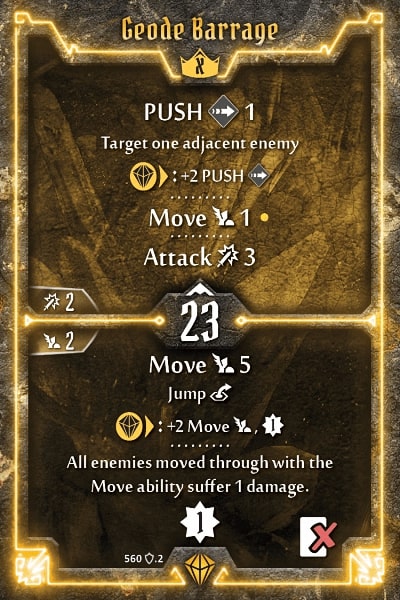 Geode Barrage
X
PUSH 1
Target one adjacent enemy
: +2 PUSH
Move 1
Attack 3
2
23
2
Move 5
Jump
: +2 Move , 1
All enemies moved through with the
Move ability suffer 1 damage.
1
560 .2